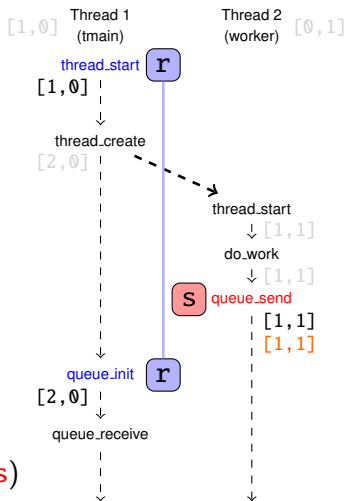 Thread 1
(tmain)
Thread 2
(worker)
[1,0]
[0,1]
thread_start
r
[1,0]
thread_create
[2,0]
thread_start
[1,1]
do_work
[1,1]
s
queue_send
[1,1]
[1,1]
queue_init
r
[2,0]
queue_receive
s)